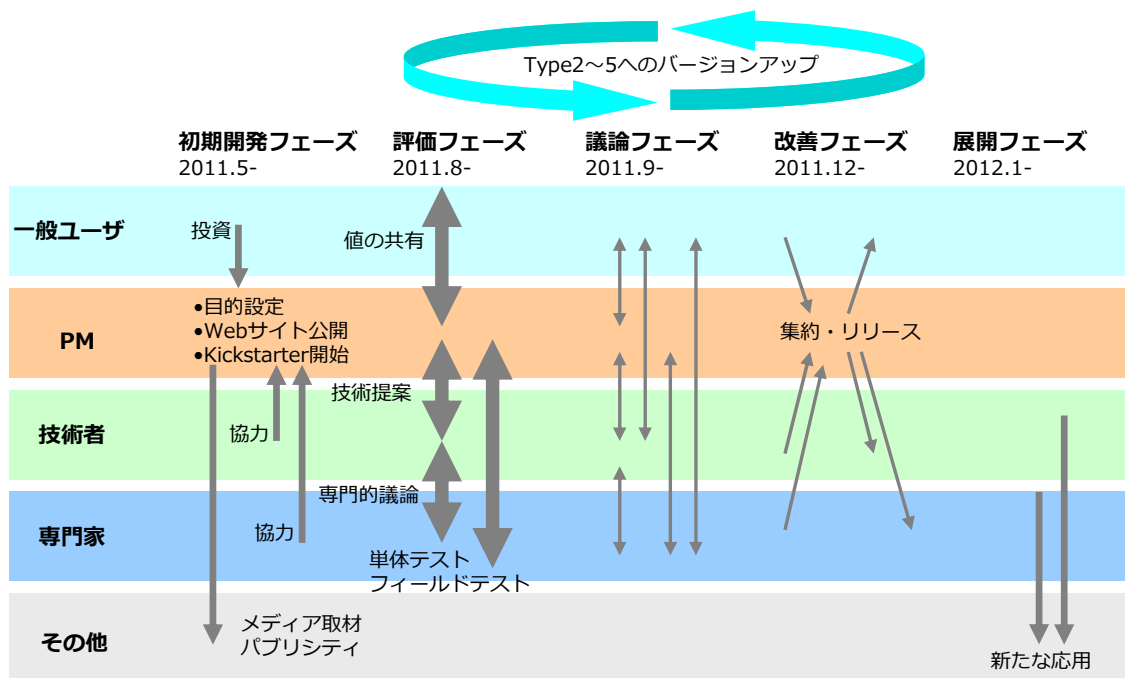 Type2～5へのバージョンアップ
初期開発フェーズ
2011.5-
評価フェーズ
2011.8-
議論フェーズ
2011.9-
改善フェーズ
2011.12-
展開フェーズ
2012.1-
一般ユーザ
投資
値の共有
PM
•目的設定
•Webサイト公開
•Kickstarter開始
集約・リリース
技術提案
技術者
協力
専門的議論
専門家
協力
単体テスト
フィールドテスト
その他
メディア取材
パブリシティ
新たな応用